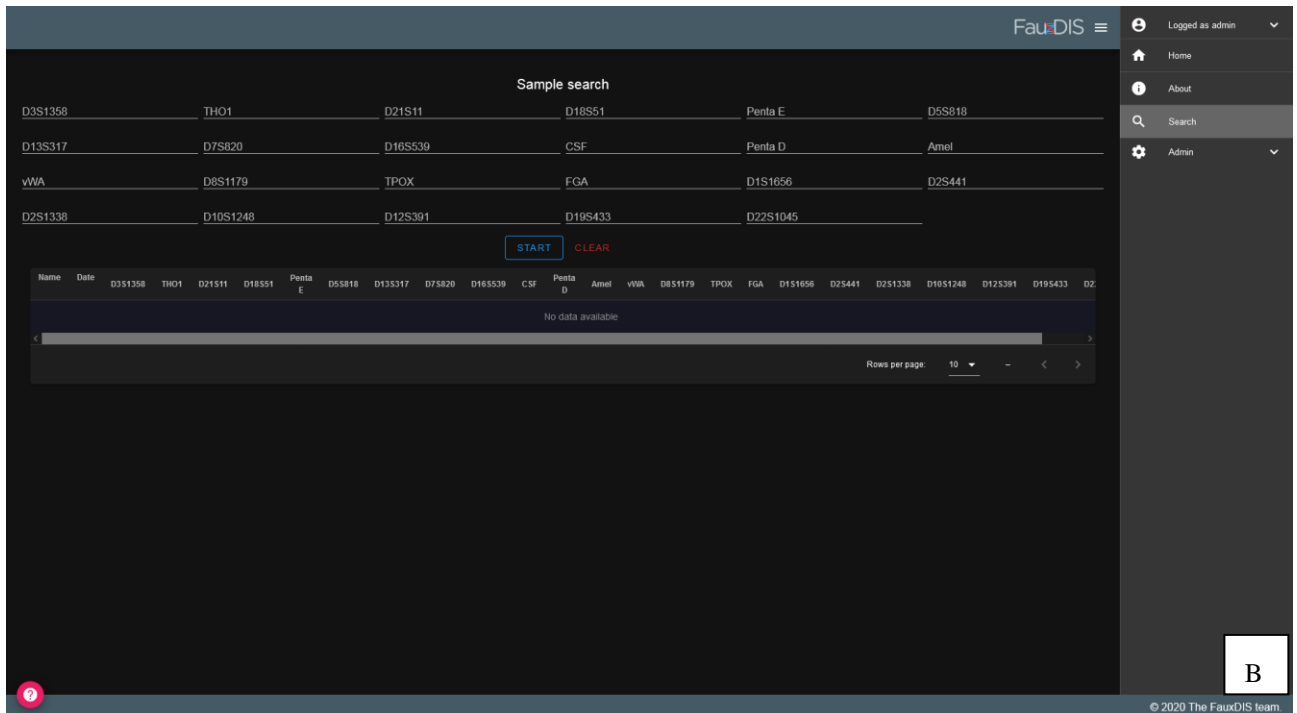 FauxDIS
Logged as admin
Home
About
Search
Admin
Sample search
D3S1358 THO1 D21S11 D18S51 Penta E D5S818
D13S317 D7S820 D16S539 CSF Penta D Amel
vWA D8S1179 TPOX FGA D1S1656 D2S441
D2S1338 D10S1248 D12S391 D19S433 D22S1045
START CLEAR
Name Date D3S1358 THO1 D21S11 D18S51 Penta E D5S818 D13S317 D7S820 D16S539 CSF Penta D Amel vWA D8S1179 TPOX FGA D1S1656 D2S441 D2S1338 D10S1248 D12S391 D19S433 D2
No data available
Rows per page: 10 –
B
?
© 2020 The FauxDIS team.